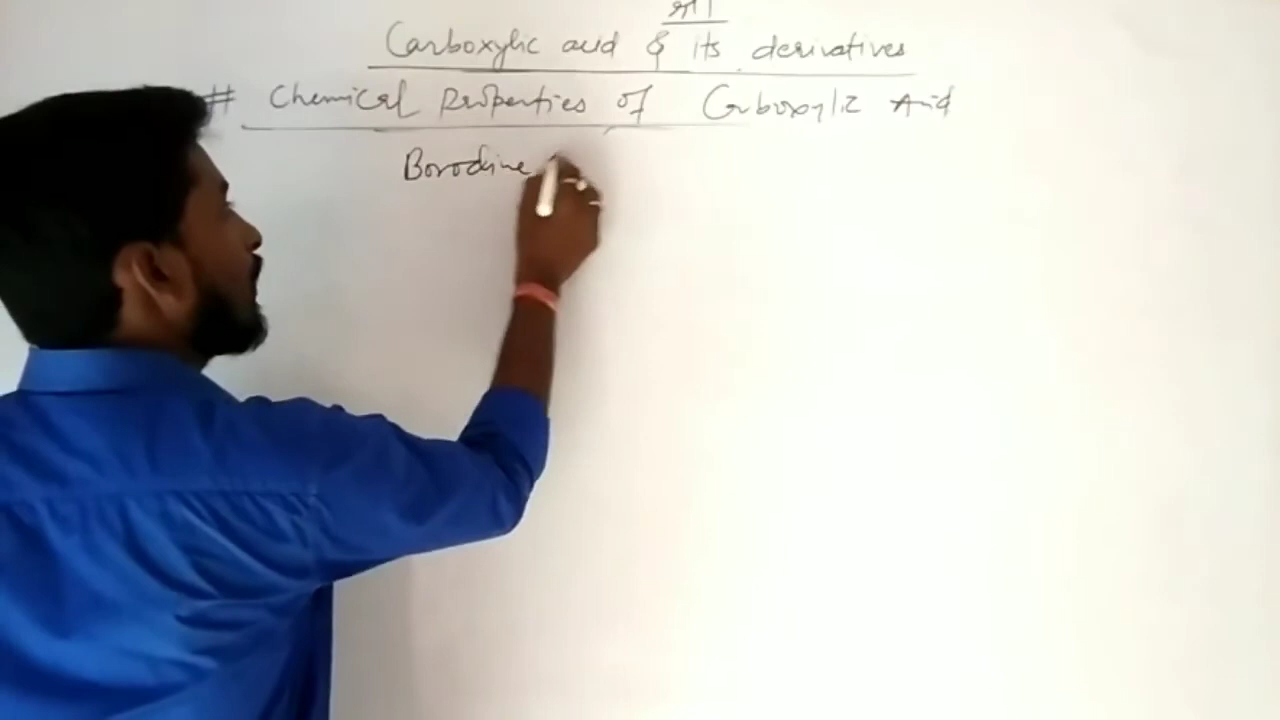 श्री
Carboxylic acid & its derivatives
# Chemical Properties of Carboxylic Acid
Borodine